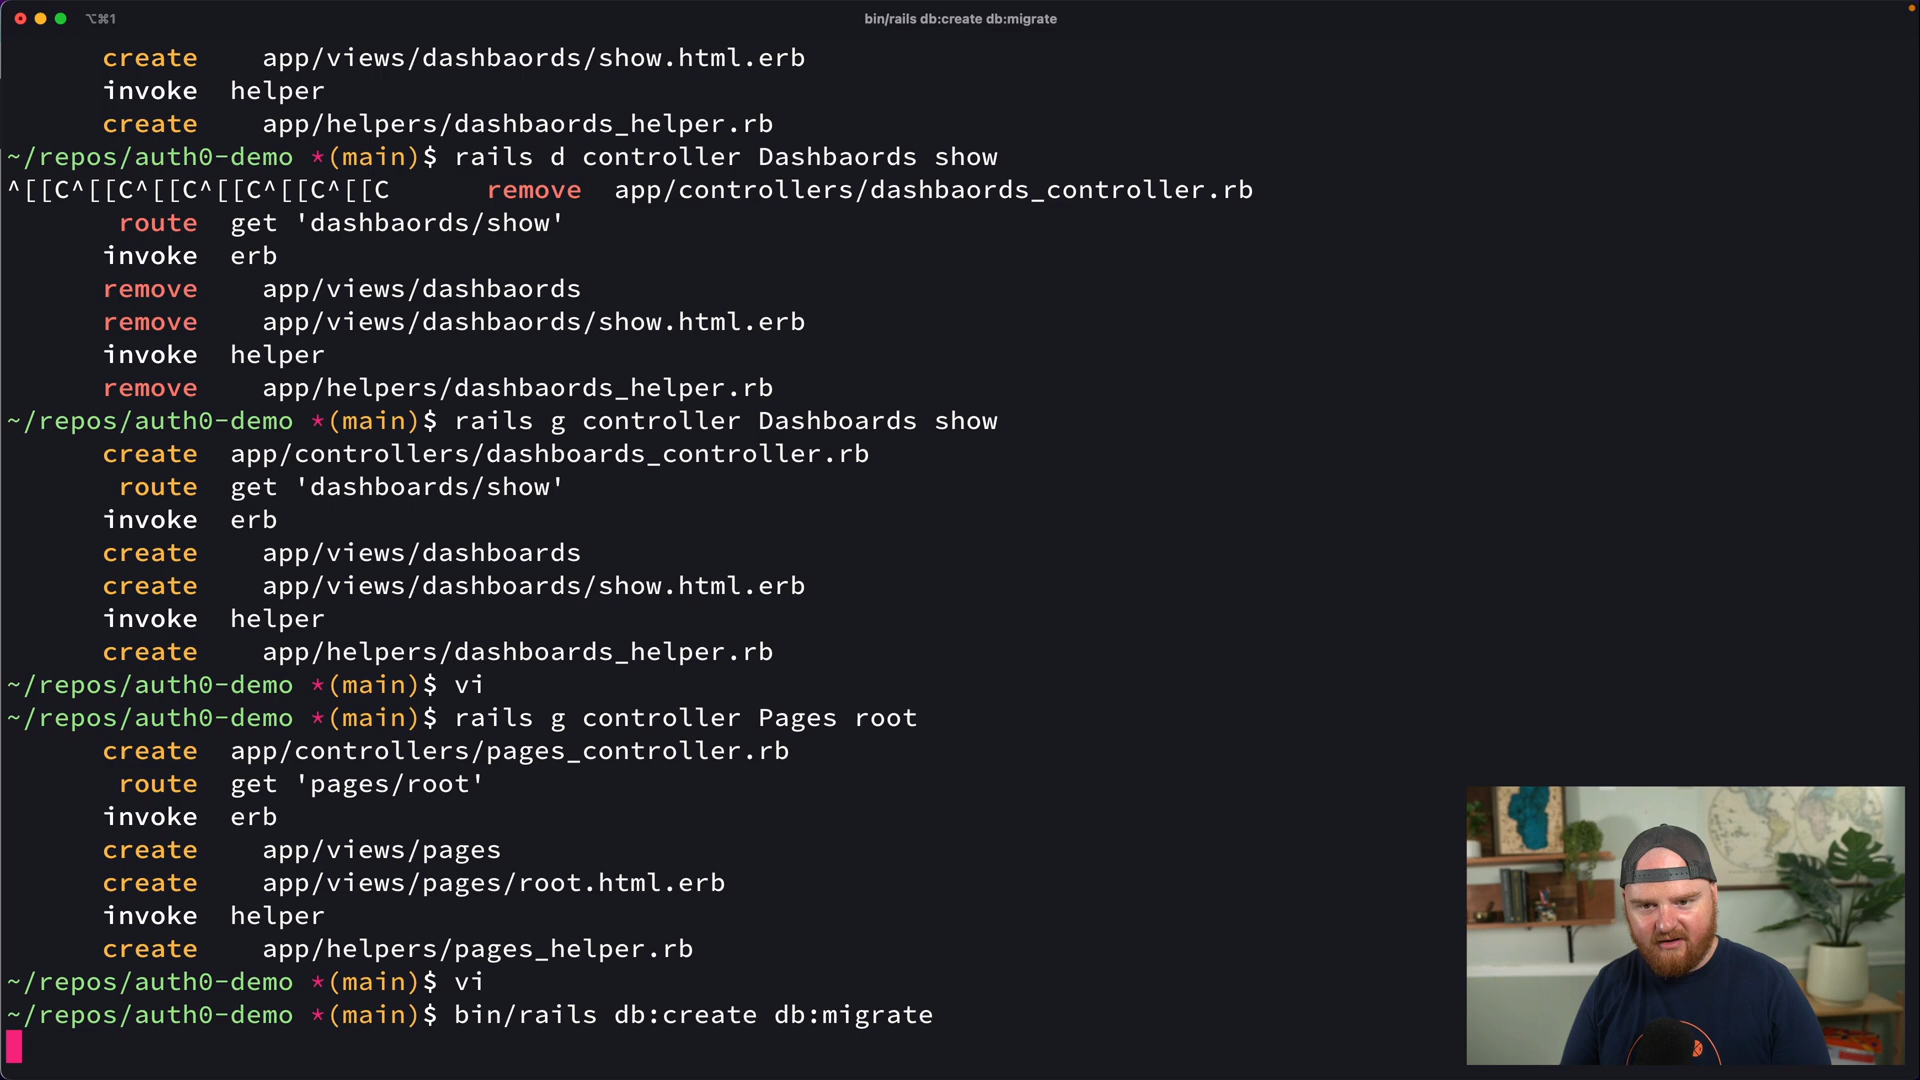 ⌥⌘1
bin/rails db:create db:migrate
create app/views/dashbaords/show.html.erb
invoke helper
create app/helpers/dashbaords_helper.rb
~/repos/auth0-demo *(main)$ rails d controller Dashbaords show
^[[C^[[C^[[C^[[C^[[C^[[C remove app/controllers/dashbaords_controller.rb
route get 'dashbaords/show'
invoke erb
remove app/views/dashbaords
remove app/views/dashbaords/show.html.erb
invoke helper
remove app/helpers/dashbaords_helper.rb
~/repos/auth0-demo *(main)$ rails g controller Dashboards show
create app/controllers/dashboards_controller.rb
route get 'dashboards/show'
invoke erb
create app/views/dashboards
create app/views/dashboards/show.html.erb
invoke helper
create app/helpers/dashboards_helper.rb
~/repos/auth0-demo *(main)$ vi
~/repos/auth0-demo *(main)$ rails g controller Pages root
create app/controllers/pages_controller.rb
route get 'pages/root'
invoke erb
create app/views/pages
create app/views/pages/root.html.erb
invoke helper
create app/helpers/pages_helper.rb
~/repos/auth0-demo *(main)$ vi
~/repos/auth0-demo *(main)$ bin/rails db:create db:migrate